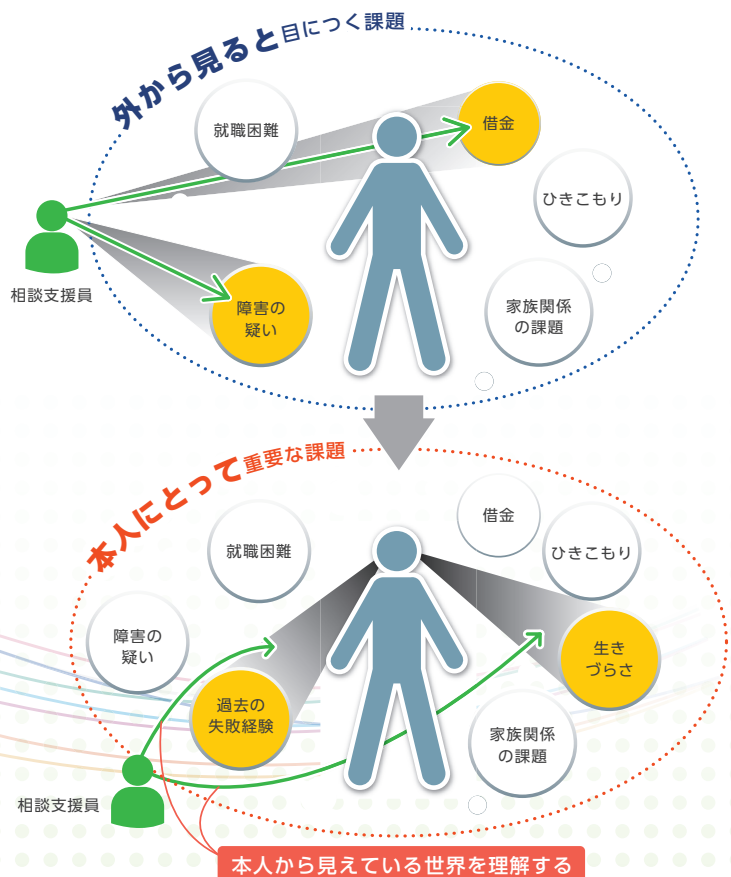 外から見ると目につく課題
就職困難
借金
ひきこもり
相談支援員
障害の
疑い
家族関係
の課題
本人にとって重要な課題
借金
就職困難
ひきこもり
障害の
疑い
生き
づらさ
過去の
失敗経験
家族関係
の課題
相談支援員
本人から見えている世界を理解する